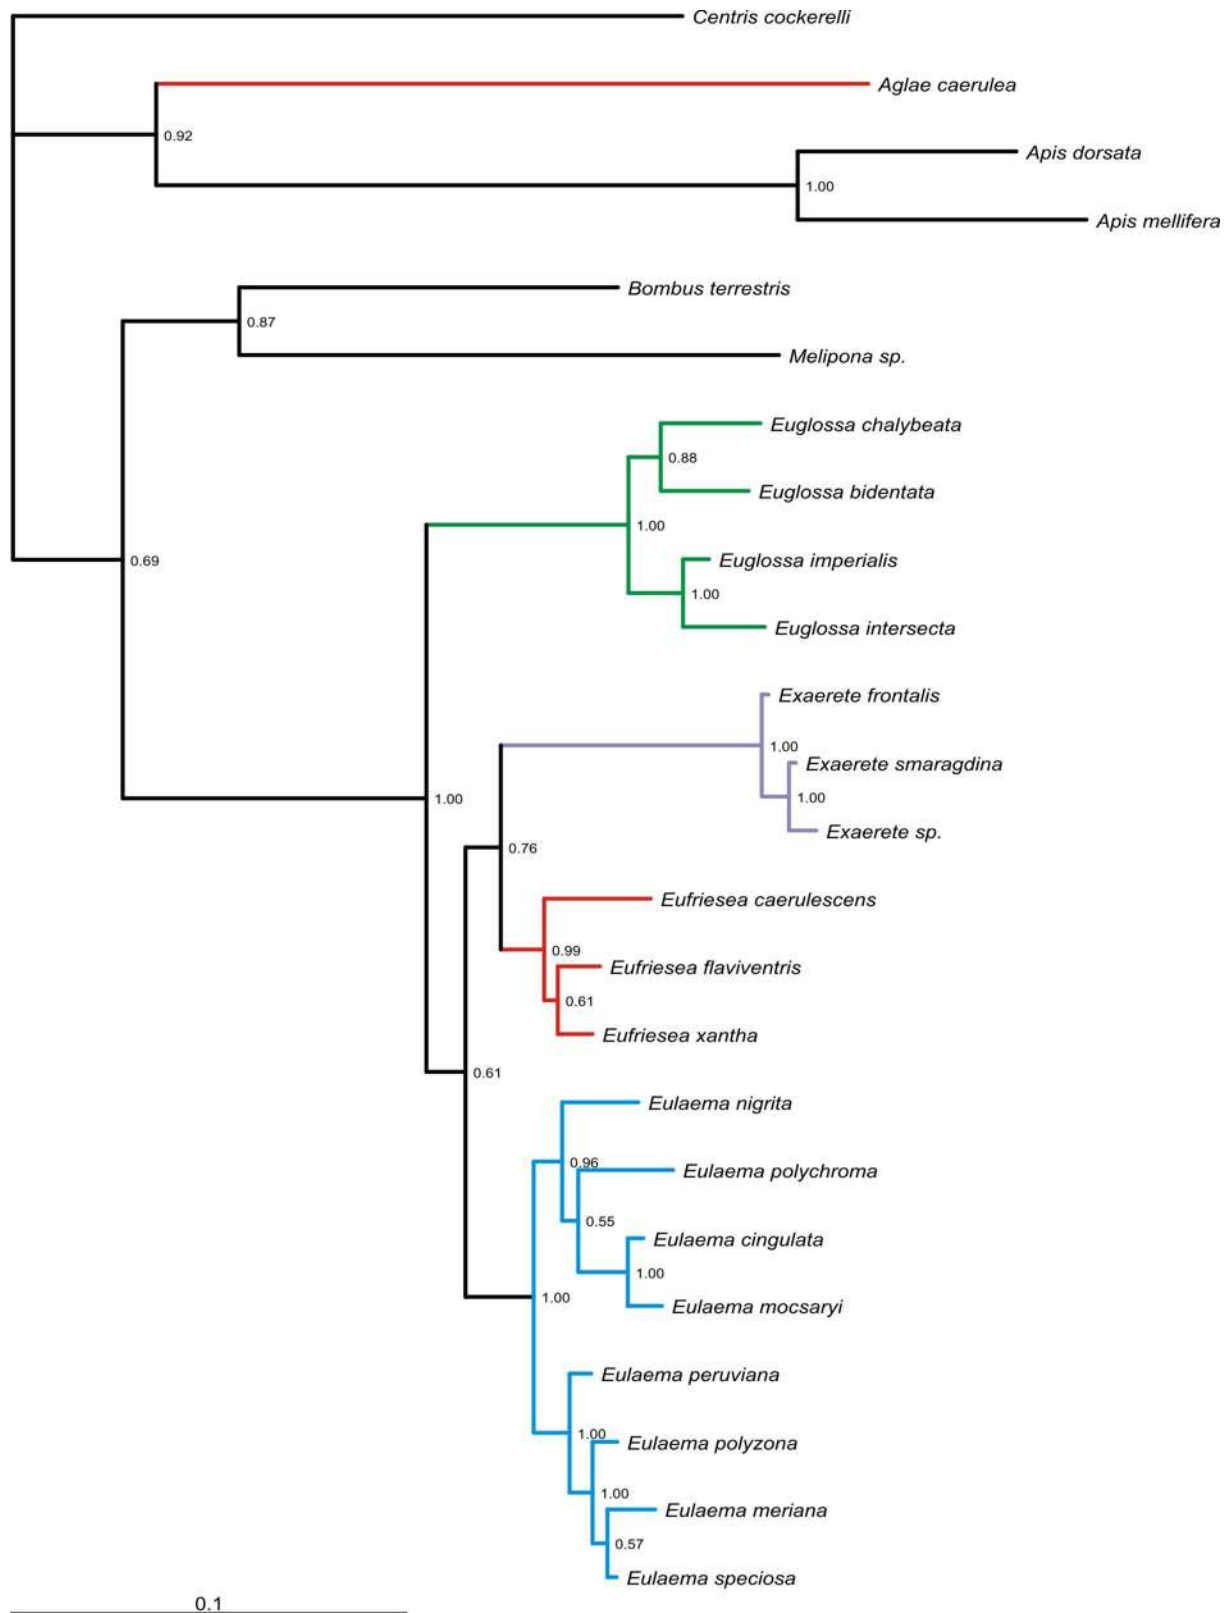 Centris cockerelli
Aglae caerulea
0.92
Apis dorsata
1.00
Apis mellifera
Bombus terrestris
0.87
Melipona sp.
Euglossa chalybeata
0.88
Euglossa bidentata
1.00
0.69
Euglossa imperialis
1.00
Euglossa intersecta
Exaerete frontalis
1.00
Exaerete smaragdina
1.00
1.00
Exaerete sp.
0.76
Eufriesea caerulescens
0.99
Eufriesea flaviventris
0.61
Eufriesea xantha
0.61
Eulaema nigrita
0.96
Eulaema polychroma
0.55
Eulaema cingulata
1.00
1.00
Eulaema mocsaryi
Eulaema peruviana
1.00
Eulaema polyzona
1.00
Eulaema meriana
0.57
Eulaema speciosa
0.1